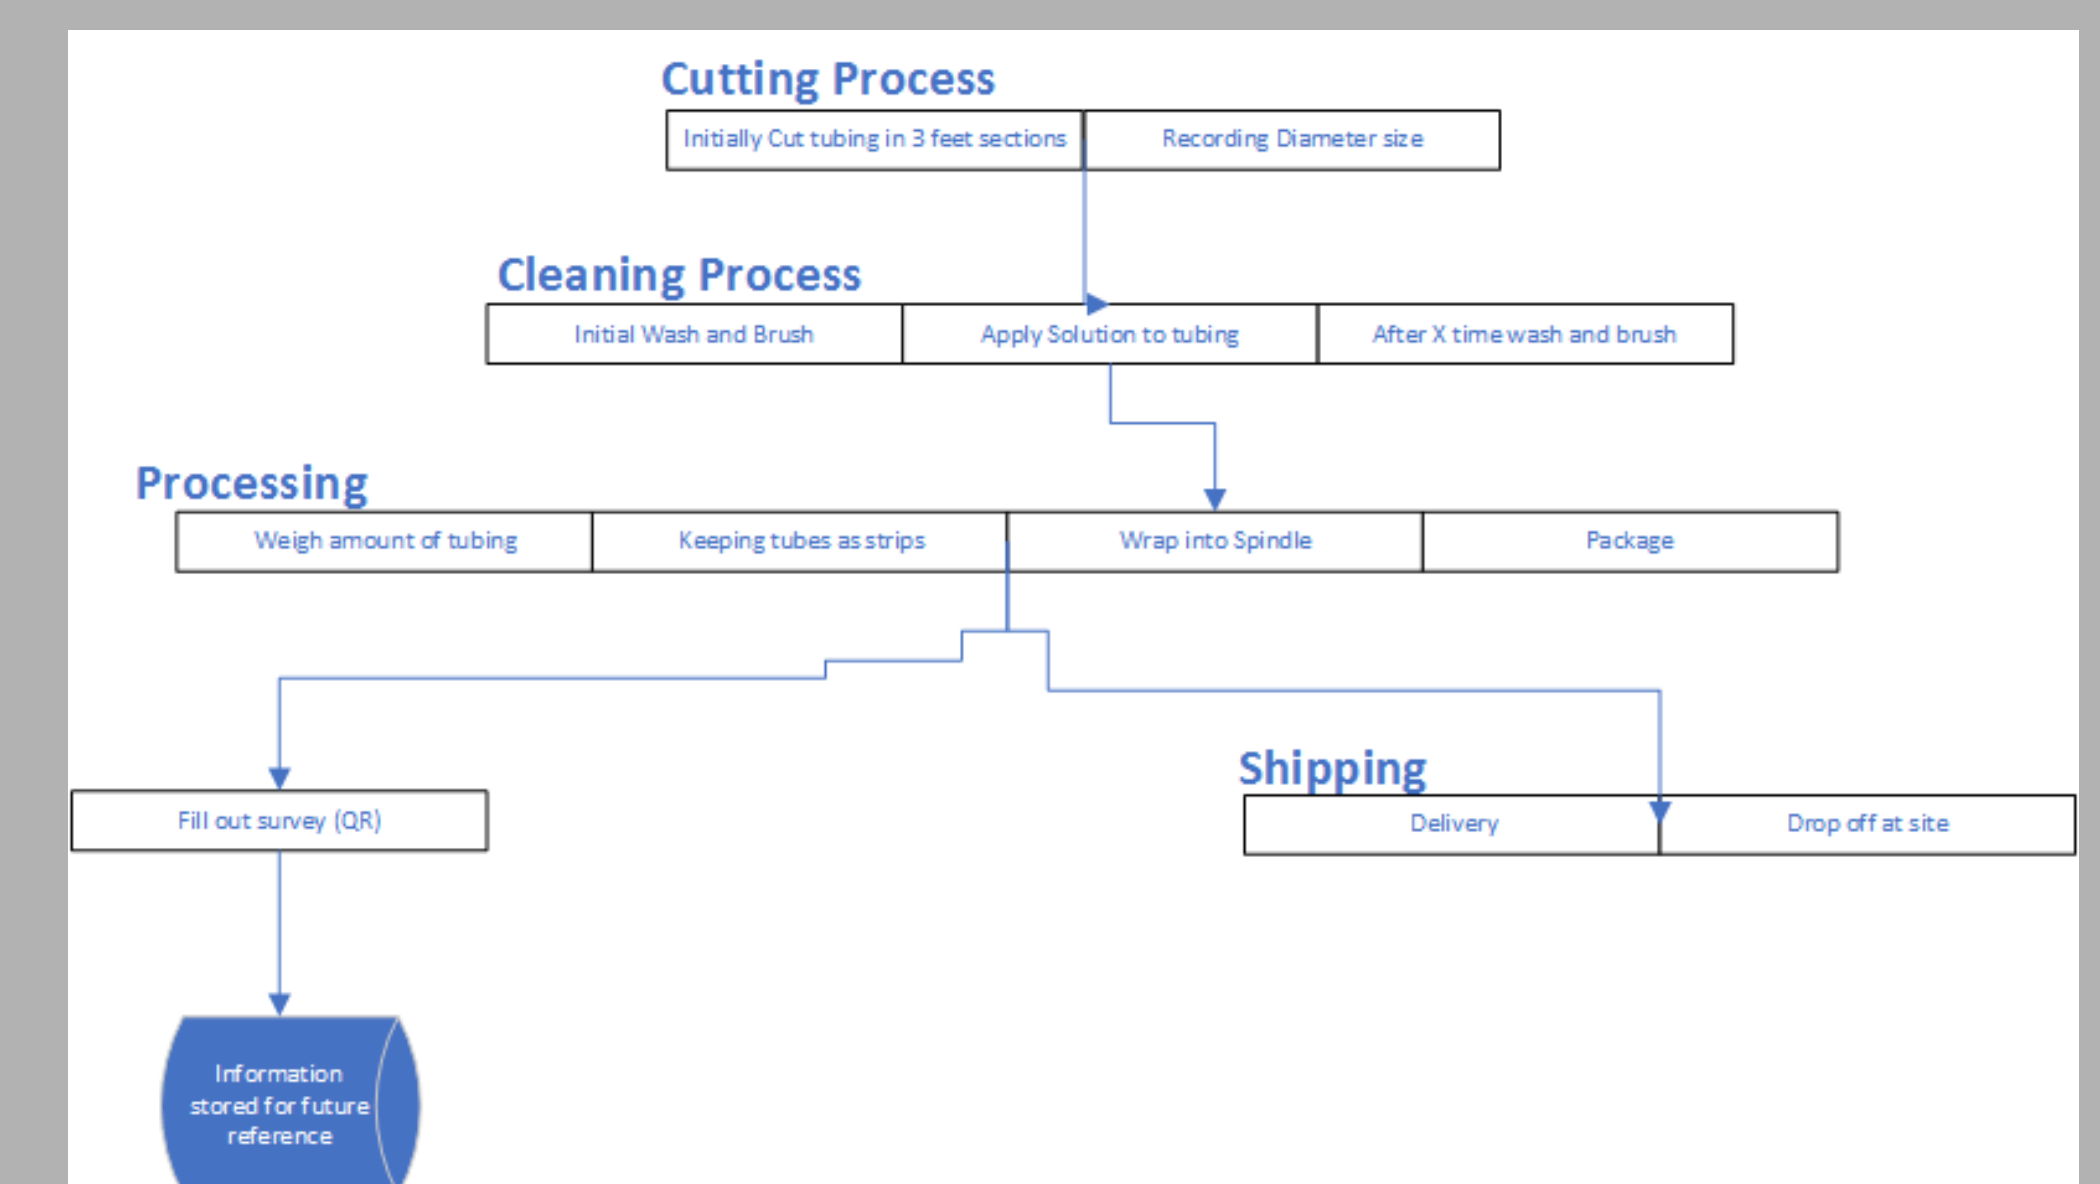 Cutting Process
Initially Cut tubing in 3 feet sections
Recording Diameter size
Cleaning Process
Initial Wash and Brush
Apply Solution to tubing
After X time wash and brush
Processing
Weigh amount of tubing
Keeping tubes as strips
Wrap into Spindle
Package
Shipping
Fill out survey (QR)
Delivery
Drop off at site
Information
stored for future
reference